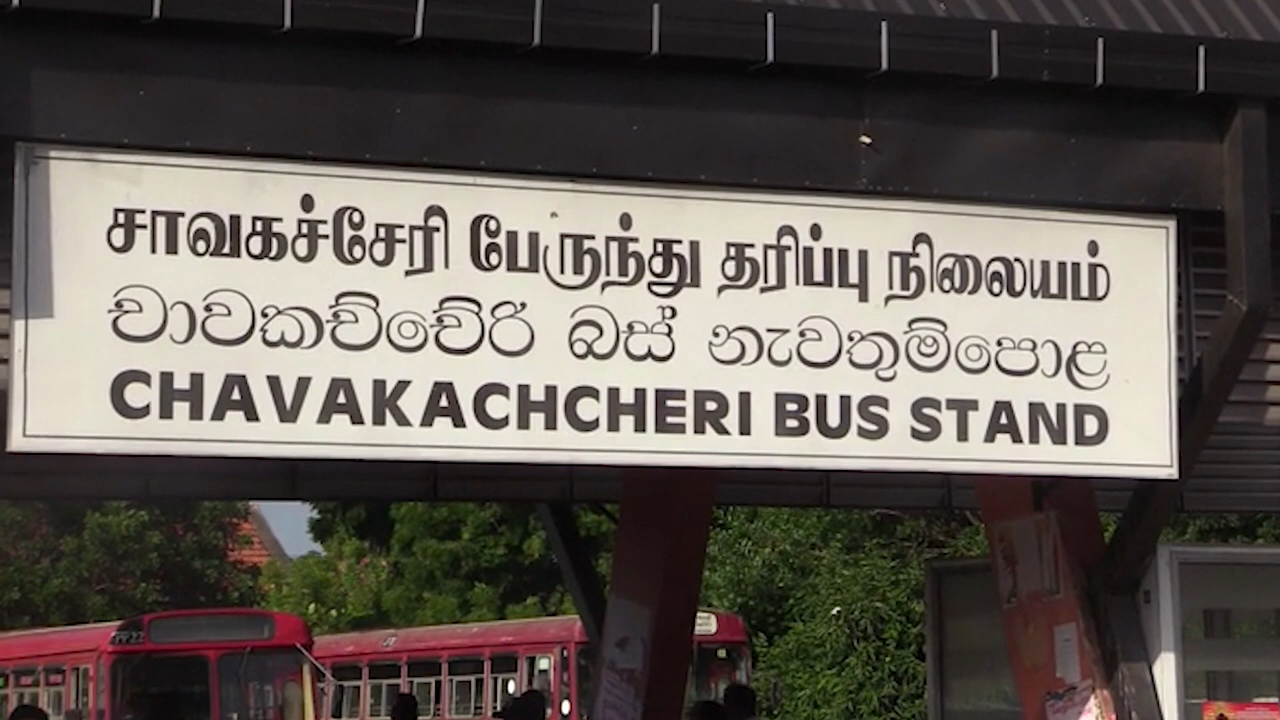 சாவகச்சேரி பேருந்து தரிப்பு நிலையம்
චාවකච්චේරි බස් නැවතුම්පොළ
CHAVAKACHCHERI BUS STAND